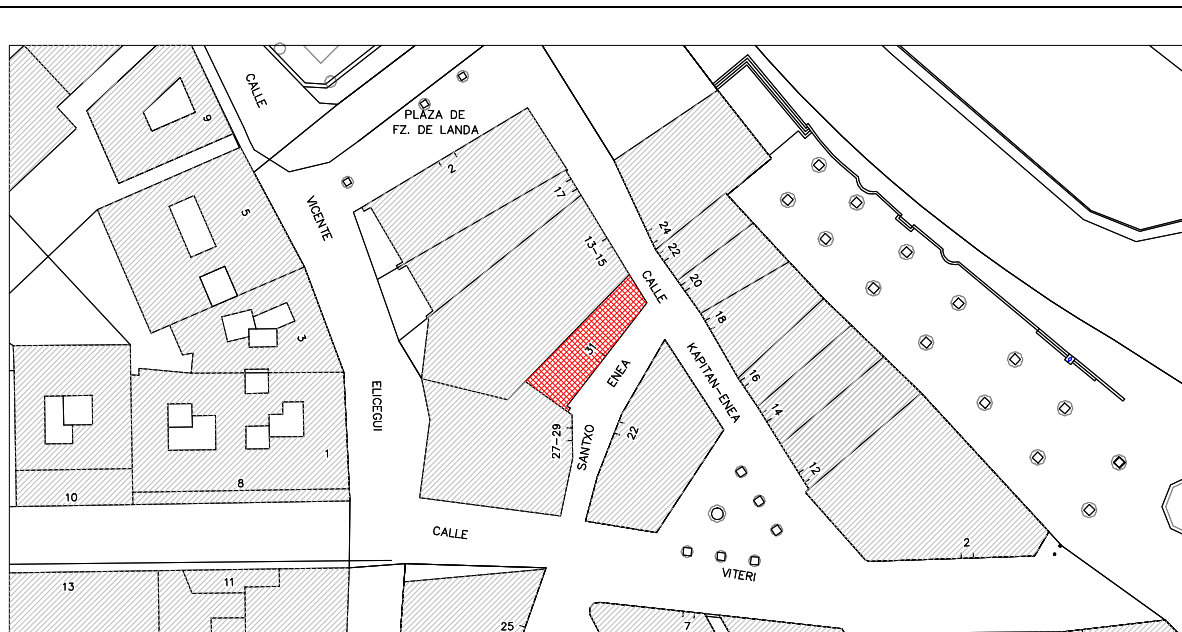 CALLE
PLAZA DE
FZ. DE LANDA
9
2
17
5
VICENTE
13-15
24
22
CALLE
20
18
3
31
ENEA
KAPITAN-ENEA
16
ELICEGUI
14
22
27-29
SANTXO
1
12
8
10
CALLE
2
VITERI
13
11
25
7